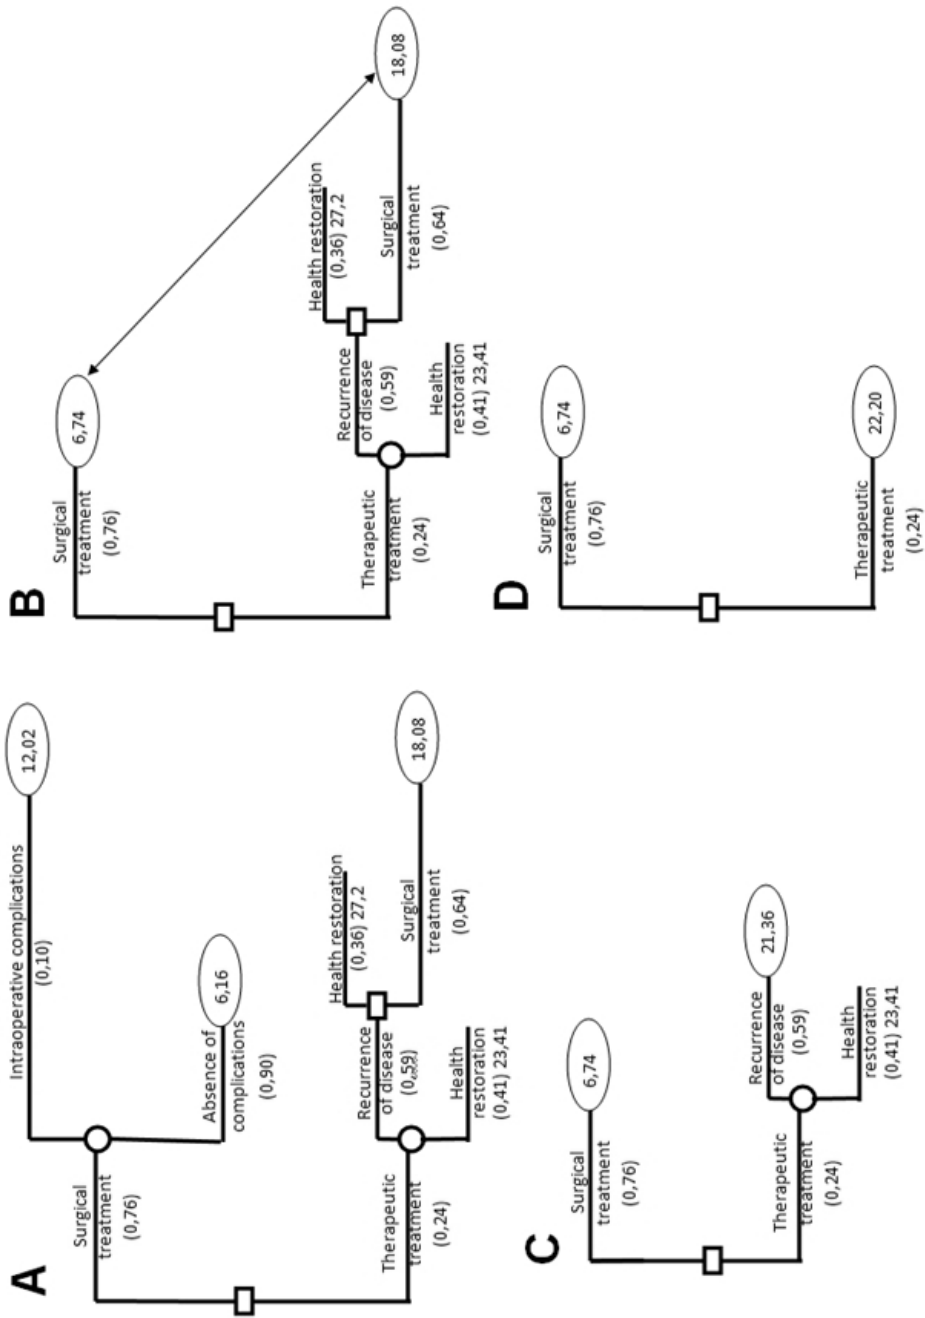 A
Surgical
treatment
(0,76)
Intraoperative complications
(0,10)
12,02
Absence of
complications
(0,90)
6,16
Therapeutic
treatment
(0,24)
Recurrence
of disease
(0,59)
Health restoration
(0,36) 27,2
Surgical
treatment
(0,64)
18,08
Health
restoration
(0,41) 23,41
B
Surgical
treatment
(0,76)
6,74
Therapeutic
treatment
(0,24)
Recurrence
of disease
(0,59)
Health restoration
(0,36) 27,2
Surgical
treatment
(0,64)
18,08
Health
restoration
(0,41) 23,41
C
Surgical
treatment
(0,76)
6,74
Therapeutic
treatment
(0,24)
Recurrence
of disease
(0,59)
21,36
Health
restoration
(0,41) 23,41
D
Surgical
treatment
(0,76)
6,74
Therapeutic
treatment
(0,24)
22,20